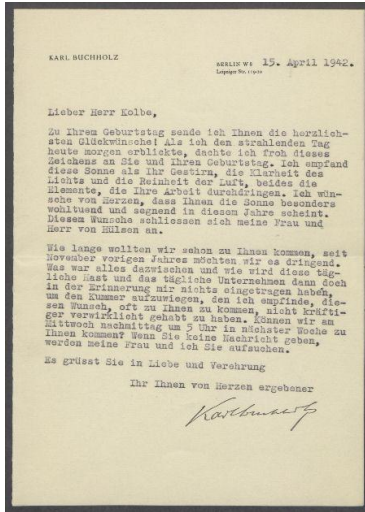 KARL BUCHHOLZ
BERLIN W 8 15. April 1942.
Leipziger Str. 119/120
Lieber Herr Kolbe,
Zu Ihrem Geburtstag sende ich Ihnen die herzlich-
sten Glückwünsche! Als ich den strahlenden Tag
heute morgen erblickte, dachte ich froh dieses
Zeichens an Sie und Ihren Geburtstag. Ich empfand
diese Sonne als Ihr Gestirn, die Klarheit des
Lichts und die Reinheit der Luft, beides die
Elemente, die Ihre Arbeit durchdringen. Ich wün-
sche von Herzen, dass Ihnen die Sonne besonders
wohltuend und segnend in diesem Jahre scheint.
Diesem Wunsche schliessen sich meine Frau und
Herr von Hülsen an.
Wie lange wollten wir schon zu Ihnen kommen, seit
November vorigen Jahres möchten wir es dringend.
Was war alles dazwischen und wie wird diese täg-
liche Hast und das tägliche Unternehmen dann doch
in der Erinnerung mir nichts eingetragen haben,
um den Kummer aufzuwiegen, den ich empfinde, die-
sen Wunsch, oft zu Ihnen zu kommen, nicht kräfti-
ger verwirklicht gehabt zu haben. Können wir am
Mittwoch nachmittag um 5 Uhr in nächster Woche zu
Ihnen kommen? Wenn Sie keine Nachricht geben,
werden meine Frau und ich Sie aufsuchen.
Es grüsst Sie in Liebe und Verehrung
Ihr Ihnen von Herzen ergebener
Karl Buchholz